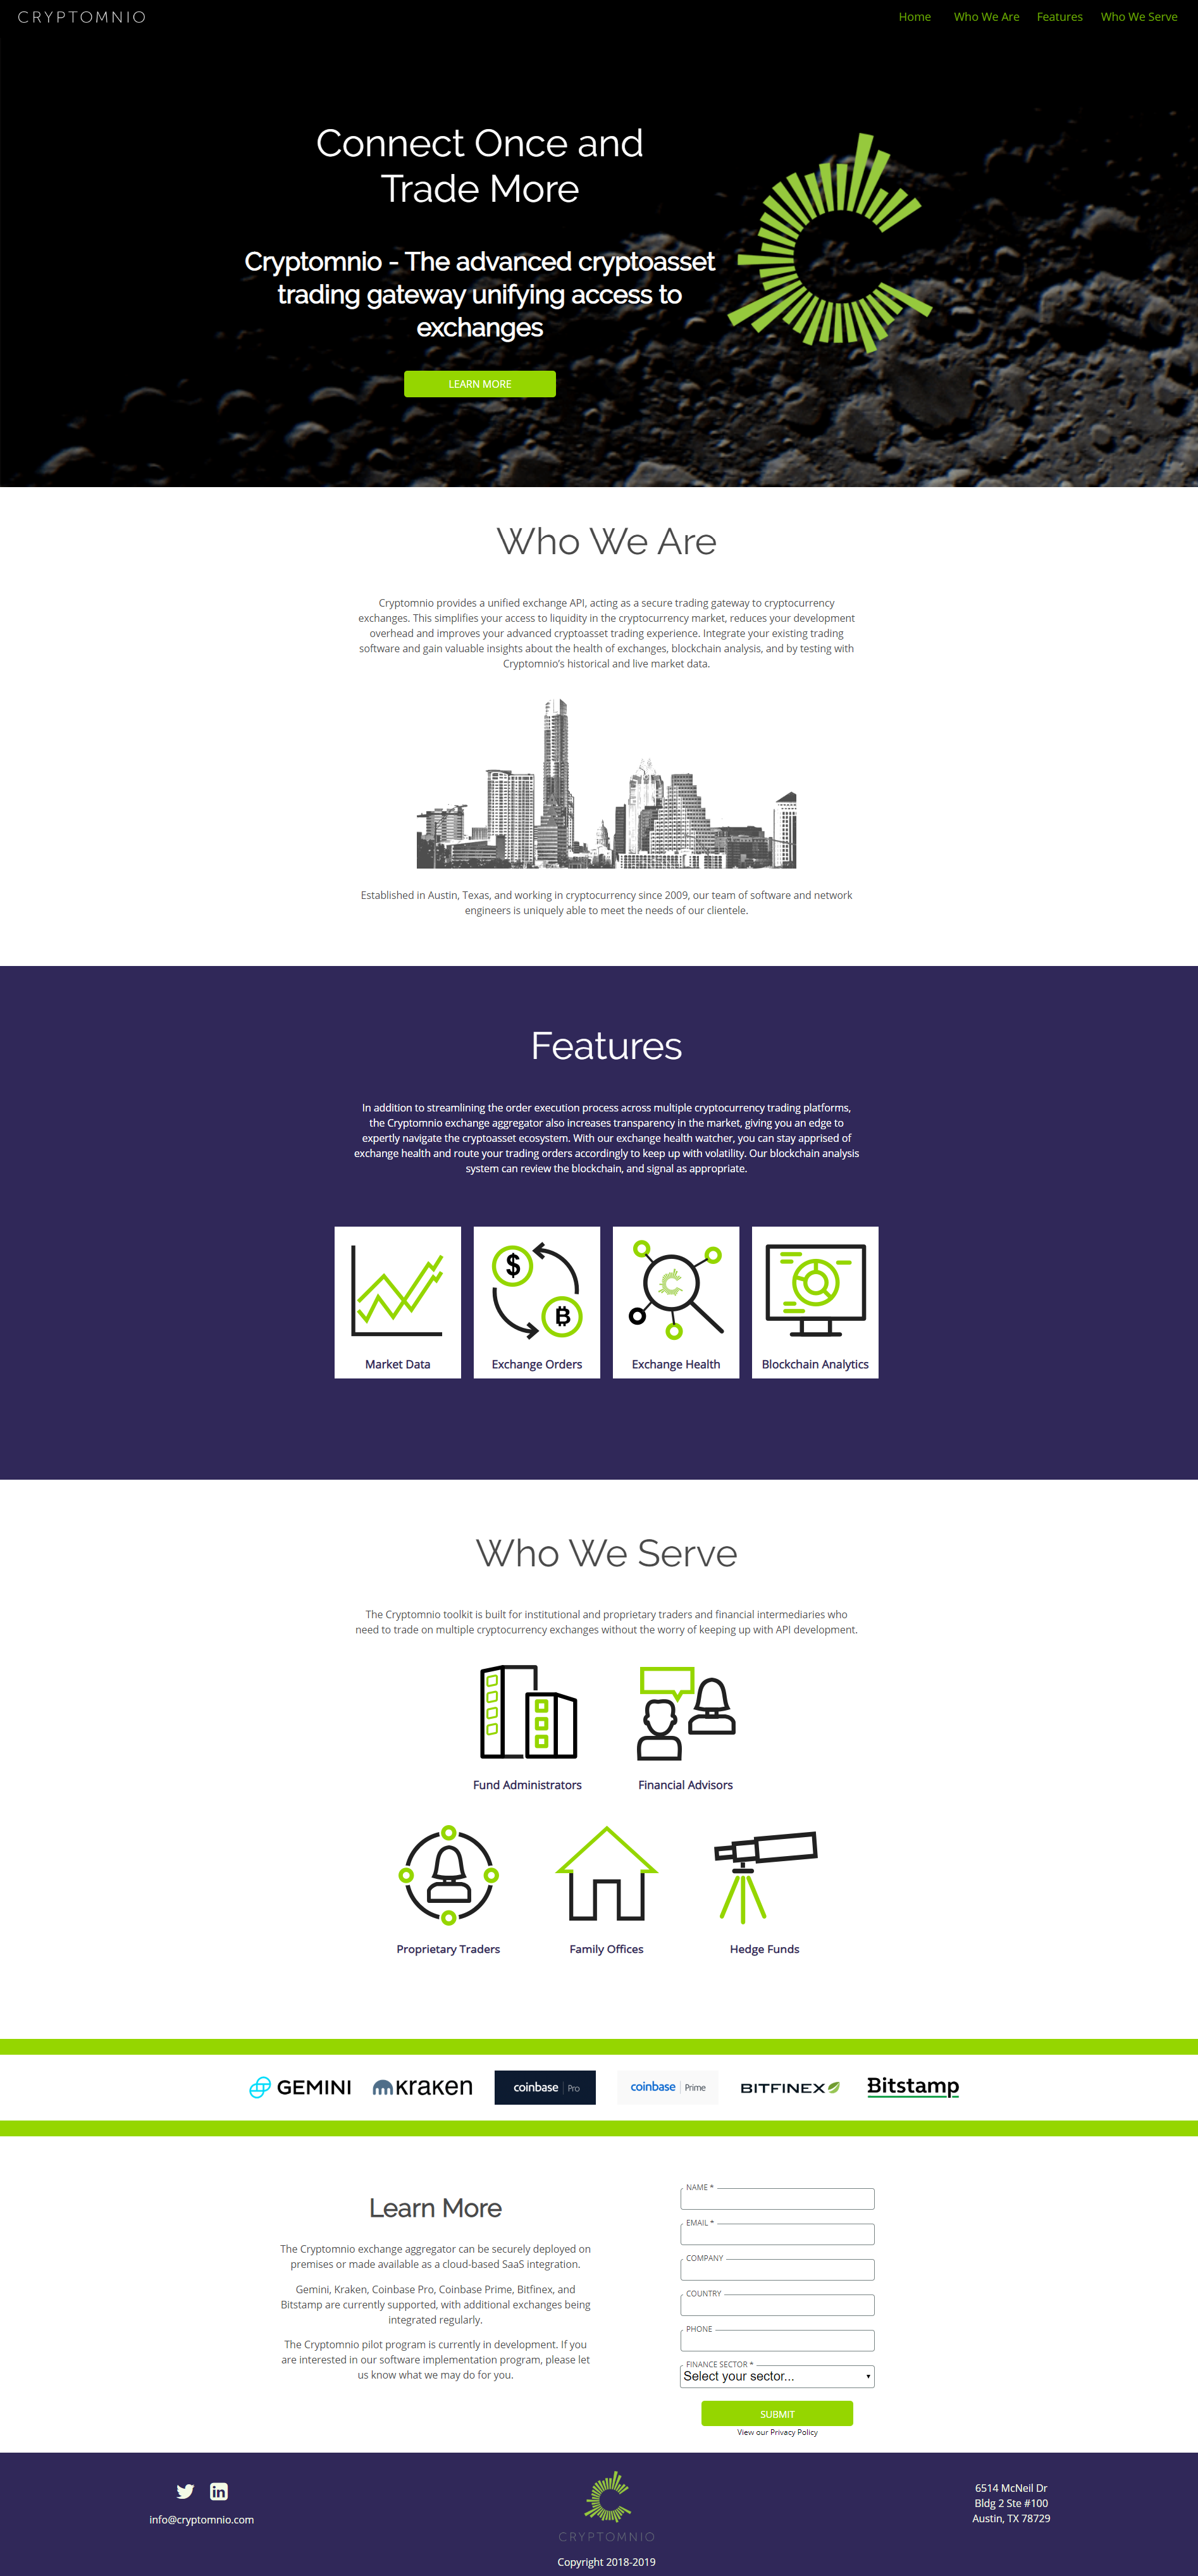 CRYPTOMNIO
Home Who We Are Features Who We Serve
Connect Once and
Trade More
Cryptomnio - The advanced cryptoasset
trading gateway unifying access to
exchanges
LEARN MORE
Who We Are
Cryptomnio provides a unified exchange API, acting as a secure trading gateway to cryptocurrency
exchanges. This simplifies your access to liquidity in the cryptocurrency market, reduces your development
overhead and improves your advanced cryptoasset trading experience. Integrate your existing trading
software and gain valuable insights about the health of exchanges, blockchain analysis, and by testing with
Cryptomnio's historical and live market data.
Established in Austin, Texas, and working in cryptocurrency since 2009, our team of software and network
engineers is uniquely able to meet the needs of our clientele.
Features
In addition to streamlining the order execution process across multiple cryptocurrency trading platforms,
the Cryptomnio exchange aggregator also increases transparency in the market, giving you an edge to
expertly navigate the cryptoasset ecosystem. With our exchange health watcher, you can stay apprised of
exchange health and route your trading orders accordingly to keep up with volatility. Our blockchain analysis
system can review the blockchain, and signal as appropriate.
Market Data
Exchange Orders
Exchange Health
Blockchain Analytics
Who We Serve
The Cryptomnio toolkit is built for institutional and proprietary traders and financial intermediaries who
need to trade on multiple cryptocurrency exchanges without the worry of keeping up with API development.
Fund Administrators
Financial Advisors
Proprietary Traders
Family Offices
Hedge Funds
GEMINI
kraken
coinbase | Pro
coinbase | Prime
BITFINEX
Bitstamp
Learn More
The Cryptomnio exchange aggregator can be securely deployed on
premises or made available as a cloud-based SaaS integration.
Gemini, Kraken, Coinbase Pro, Coinbase Prime, Bitfinex, and
Bitstamp are currently supported, with additional exchanges being
integrated regularly.
The Cryptomnio pilot program is currently in development. If you
are interested in our software implementation program, please let
us know what we may do for you.
NAME *
EMAIL *
COMPANY
COUNTRY
PHONE
FINANCE SECTOR *
Select your sector...
SUBMIT
View our Privacy Policy
info@cryptomnio.com
CRYPTOMNIO
Copyright 2018-2019
6514 McNeil Dr
Bldg 2 Ste #100
Austin, TX 78729